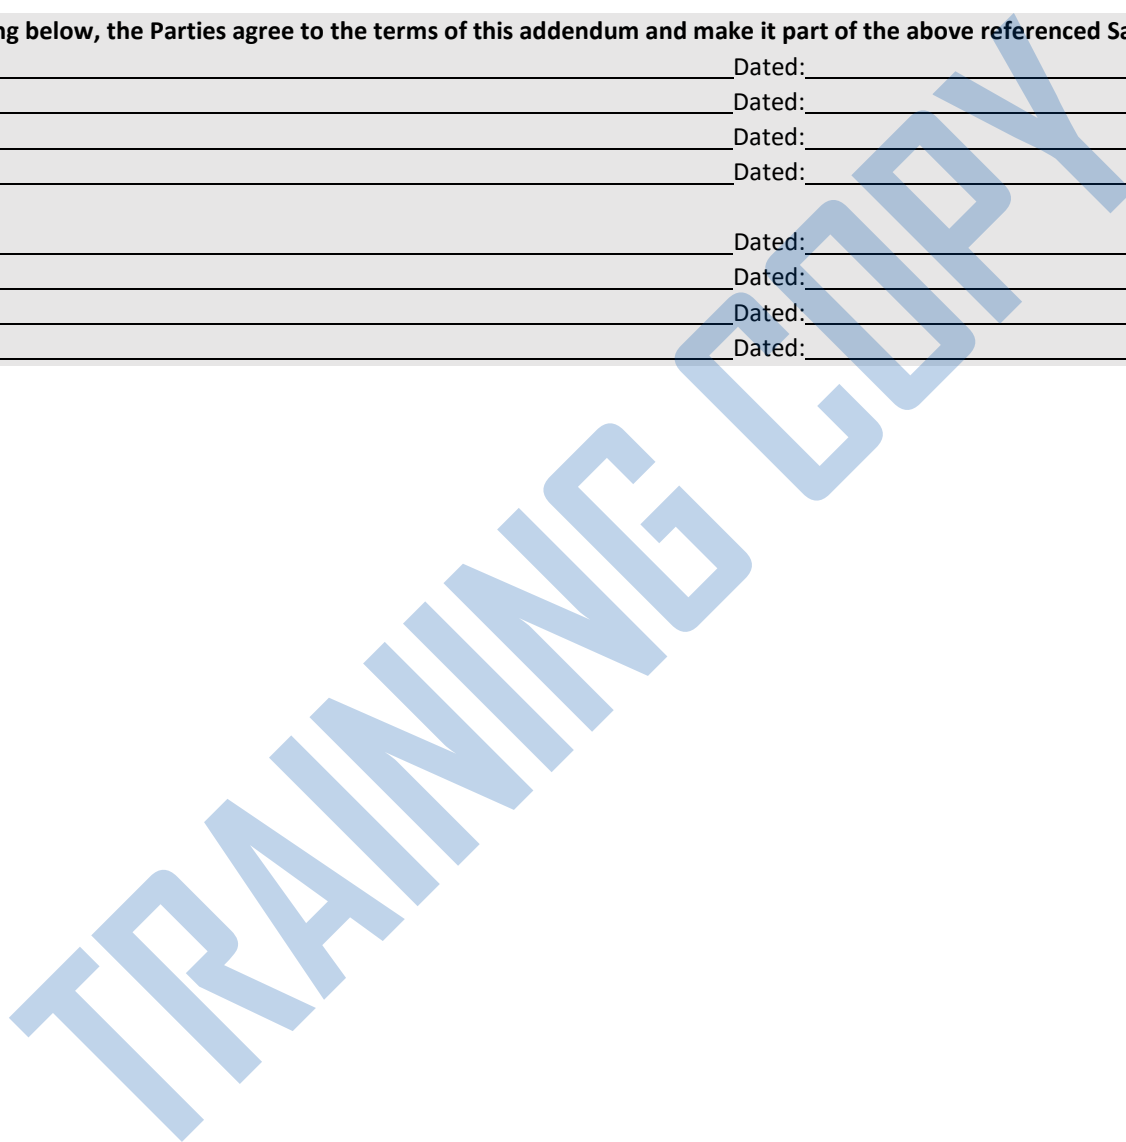 ng below, the Parties agree to the terms of this addendum and make it part of the above referenced Sa
Dated:
Dated:
Dated:
Dated:
Dated:
Dated:
Dated:
Dated:
TRAINING COPY